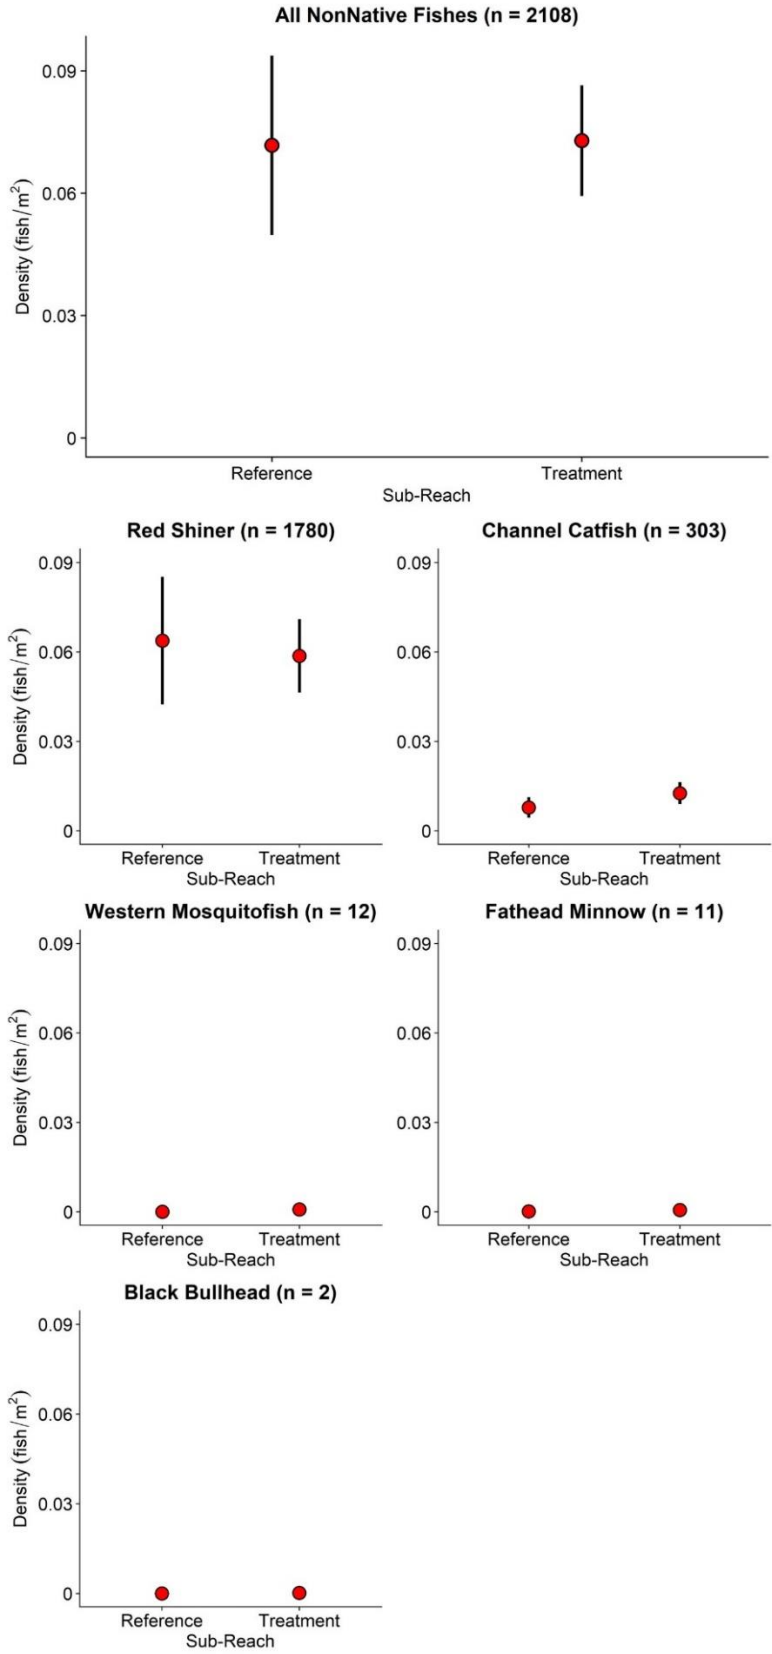 All NonNative Fishes (n = 2108)
0.09
0.06
0.03
0
Density (fish/m²)
Reference Treatment
Sub-Reach
Red Shiner (n = 1780) Channel Catfish (n = 303)
0.09 0.09
0.06 0.06
0.03 0.03
0 0
Density (fish/m²)
Reference Treatment Reference Treatment
Sub-Reach Sub-Reach
Western Mosquitofish (n = 12) Fathead Minnow (n = 11)
0.09 0.09
0.06 0.06
0.03 0.03
0 0
Density (fish/m²)
Reference Treatment Reference Treatment
Sub-Reach Sub-Reach
Black Bullhead (n = 2)
0.09
0.06
0.03
0
Density (fish/m²)
Reference Treatment
Sub-Reach